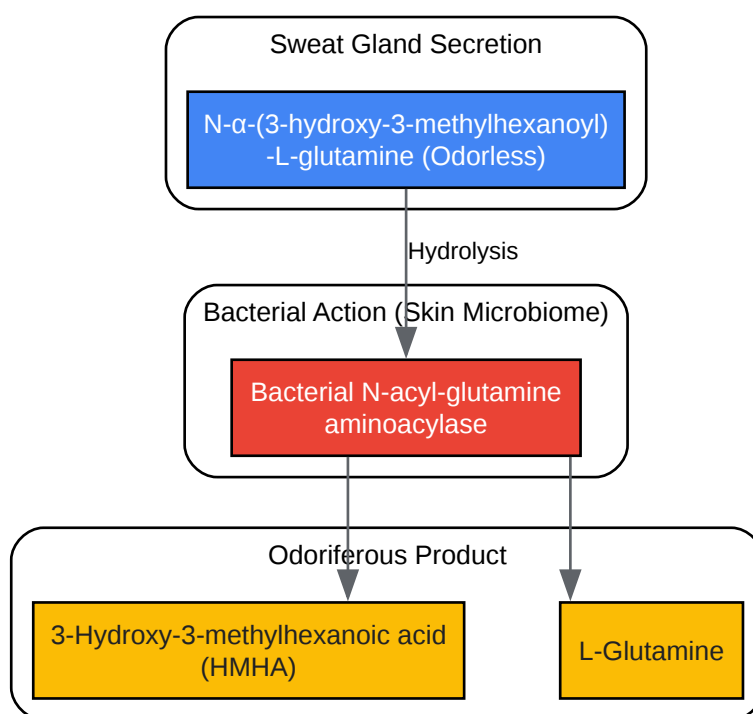 Sweat Gland Secretion
N-α-(3-hydroxy-3-methylhexanoyl)
-L-glutamine (Odorless)
Hydrolysis
Bacterial Action (Skin Microbiome)
Bacterial N-acyl-glutamine
aminoacylase
Odoriferous Product
3-Hydroxy-3-methylhexanoic acid
(HMHA)
L-Glutamine